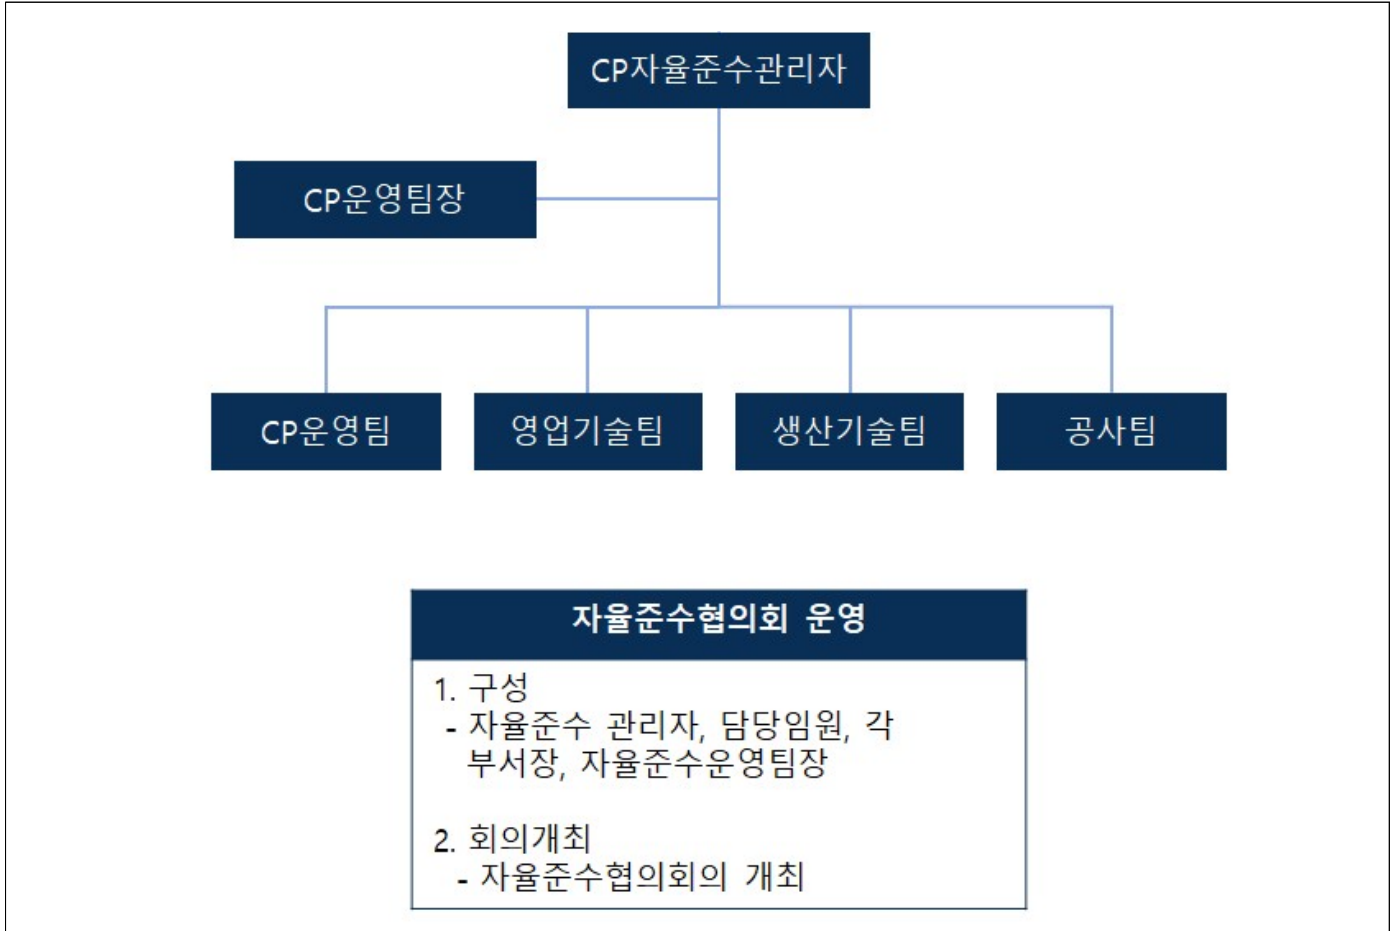 CP자율준수관리자
CP운영팀장
CP운영팀
영업기술팀
생산기술팀
공사팀
자율준수협의회 운영
1. 구성
- 자율준수 관리자, 담당임원, 각
부서장, 자율준수운영팀장
2. 회의개최
- 자율준수협의회의 개최